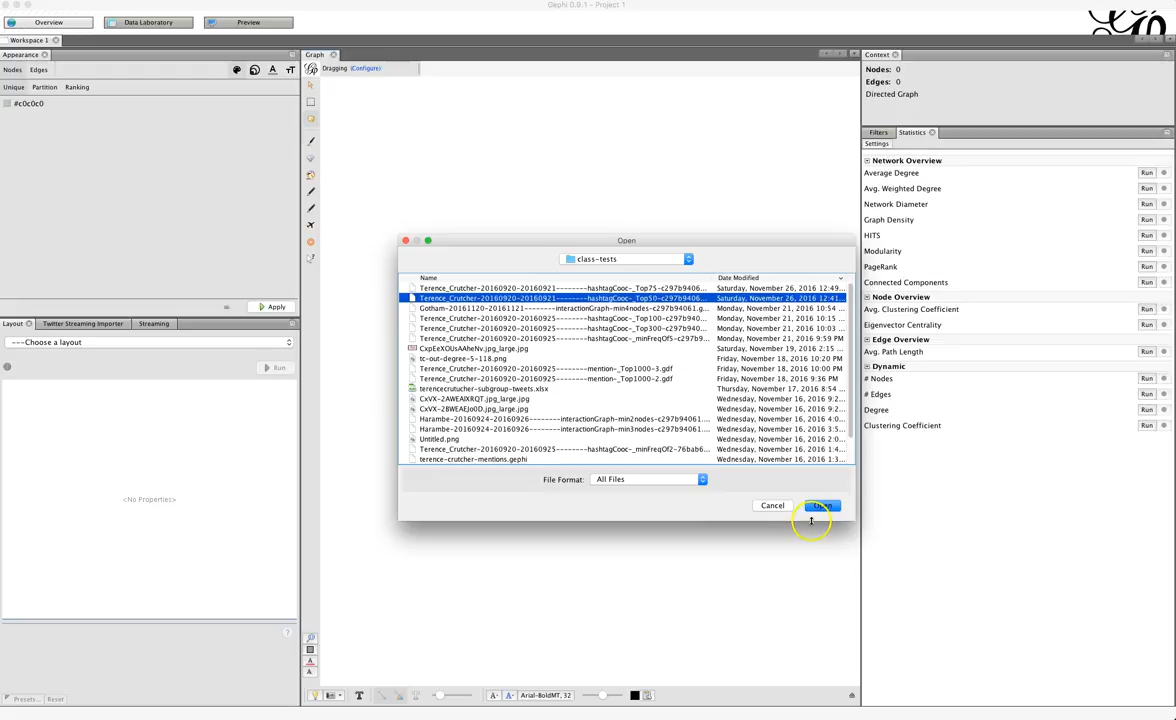 Gephi 0.9.1 - Project 1
Overview
Data Laboratory
Preview
Workspace 1
Appearance
Nodes Edges
Unique Partition Ranking
#c0c0c0
Apply
Layout Twitter Streaming Importer Streaming
---Choose a layout
Run
<No Properties>
Presets... Reset
Graph
Dragging (Configure)
Open
class-tests
Name Date Modified
Terence_Crutcher-20160920-20160921--------hashtagCooc-_Top75-c297b9406... Saturday, November 26, 2016 12:49...
Terence_Crutcher-20160920-20160921--------hashtagCooc-_Top50-c297b9406... Saturday, November 26, 2016 12:41...
Gotham-20161120-20161121--------interactionGraph-min4nodes-c297b94061.g... Monday, November 21, 2016 10:54 ...
Terence_Crutcher-20160920-20160925--------hashtagCooc-_Top100-c297b940... Monday, November 21, 2016 10:15 ...
Terence_Crutcher-20160920-20160925--------hashtagCooc-_Top300-c297b940... Monday, November 21, 2016 10:03 ...
Terence_Crutcher-20160920-20160925--------hashtagCooc-_minFreqOf5-c297b9... Monday, November 21, 2016 9:59 PM
CxpEeXOUsAAheNv.jpg_large.jpg Saturday, November 19, 2016 2:15 ...
tc-out-degree-5-118.png Friday, November 18, 2016 10:20 PM
Terence_Crutcher-20160920-20160925--------mention-_Top1000-3.gdf Friday, November 18, 2016 10:00 PM
Terence_Crutcher-20160920-20160925--------mention-_Top1000-2.gdf Friday, November 18, 2016 9:36 PM
terencecrutucher-subgroup-tweets.xlsx Thursday, November 17, 2016 8:54 ...
CxVX-2AWEAIXRQT.jpg_large.jpg Wednesday, November 16, 2016 9:2...
CxVX-2BWEAEJo0D.jpg_large.jpg Wednesday, November 16, 2016 9:2...
Harambe-20160924-20160926--------interactionGraph-min2nodes-c297b94061.... Wednesday, November 16, 2016 4:0...
Harambe-20160924-20160926--------interactionGraph-min3nodes-c297b94061.... Wednesday, November 16, 2016 3:5...
Untitled.png Wednesday, November 16, 2016 2:0...
Terence_Crutcher-20160920-20160925--------hashtagCooc-_minFreqOf2-76bab6... Wednesday, November 16, 2016 1:4...
terence-crutcher-mentions.gephi Wednesday, November 16, 2016 1:3...
File Format: All Files
Cancel Open
Arial-BoldMT, 32
Context
Nodes: 0
Edges: 0
Directed Graph
Filters Statistics
Settings
Network Overview
Average Degree Run
Avg. Weighted Degree Run
Network Diameter Run
Graph Density Run
HITS Run
Modularity Run
PageRank Run
Connected Components Run
Node Overview
Avg. Clustering Coefficient Run
Eigenvector Centrality Run
Edge Overview
Avg. Path Length Run
Dynamic
# Nodes Run
# Edges Run
Degree Run
Clustering Coefficient Run